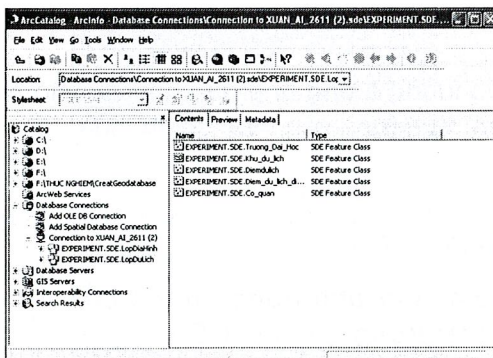 ArcCatalog - ArcInfo - Database Connections\Connection to XUAN_AI_2611 (2).sde\EXPERIMENT.SDE....
File Edit View Go Tools Window Help
Location: Database Connections\Connection to XUAN_AI_2611 (2).sde\EXPERIMENT.SDE.Lop
Stylesheet:
Contents Preview Metadata
Name Type
EXPERIMENT.SDE.Truong_Dai_Hoc SDE Feature Class
EXPERIMENT.SDE.Khu_du_lich SDE Feature Class
EXPERIMENT.SDE.Diemdulich SDE Feature Class
EXPERIMENT.SDE.Diem_du_lich_di... SDE Feature Class
EXPERIMENT.SDE.Co_quan SDE Feature Class
Catalog
C:\
D:\
E:\
F:\
F:\THUC NGHIEM\CreatGeodatabase
ArcWeb Services
Database Connections
Add OLE DB Connection
Add Spatial Database Connection
Connection to XUAN_AI_2611 (2)
EXPERIMENT.SDE.LopDiaHinh
EXPERIMENT.SDE.LopDuLich
Database Servers
GIS Servers
Interoperability Connections
Search Results